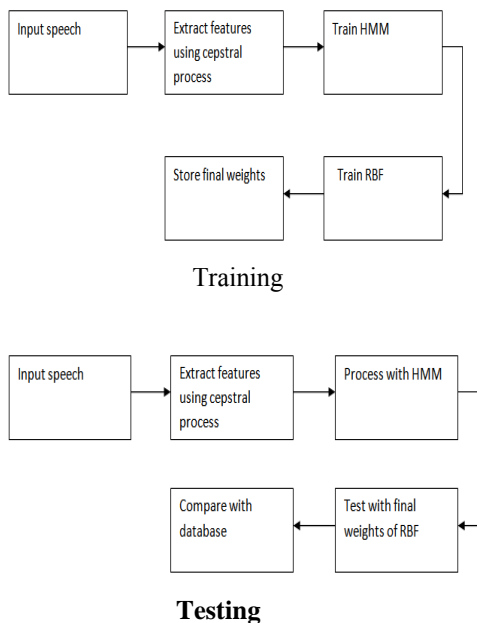 Input speech
Extract features
using cepstral
process
Train HMM
Train RBF
Store final weights
Training
Input speech
Extract features
using cepstral
process
Process with HMM
Test with final
weights of RBF
Compare with
database
Testing